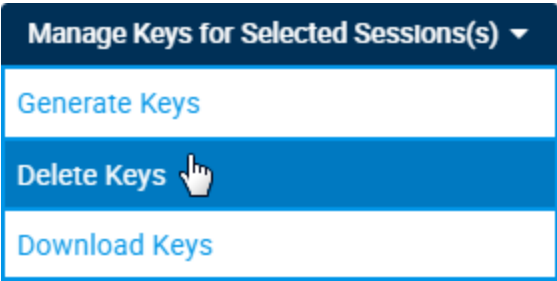 Manage Keys for Selected Sessions(s)
Generate Keys
Delete Keys
Download Keys